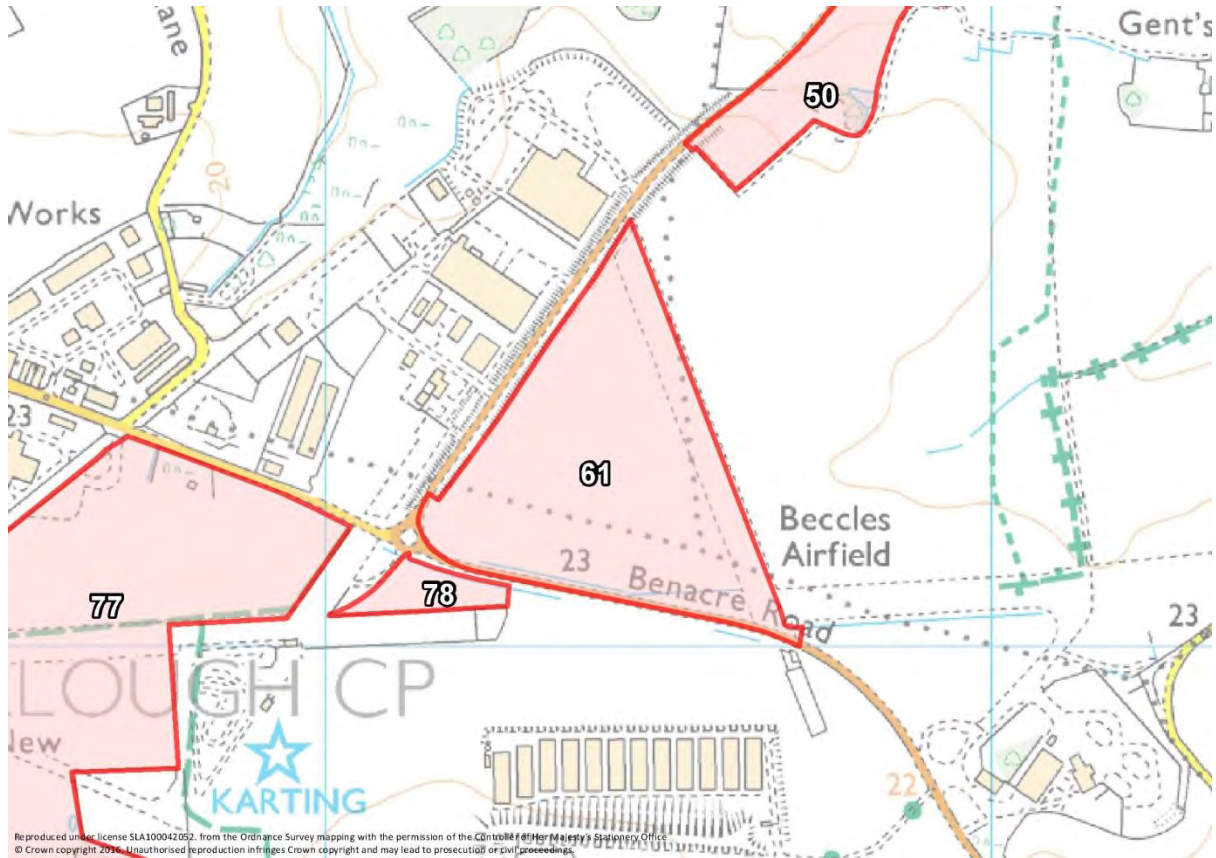 ane
Gent's
50
20
Works
23
61
Beccles
Airfield
23
Benacre Road
78
77
23
LOUGH CP
New
KARTING
22
Reproduced under license SLA100042052. from the Ordnance Survey mapping with the permission of the Controller of Her Majesty's Stationery Office
© Crown copyright 2016. Unauthorised reproduction infringes Crown copyright and may lead to prosecution or civil proceedings.